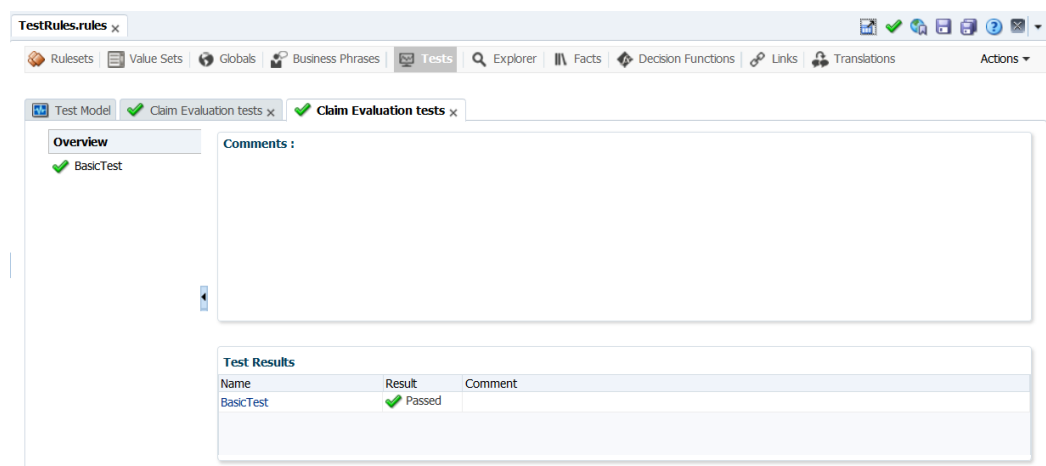 TestRules.rules
Rulesets Value Sets Globals Business Phrases Tests Explorer Facts Decision Functions Links Translations Actions
Test Model Claim Evaluation tests Claim Evaluation tests
Overview
BasicTest
Comments :
Test Results
Name Result Comment
BasicTest Passed